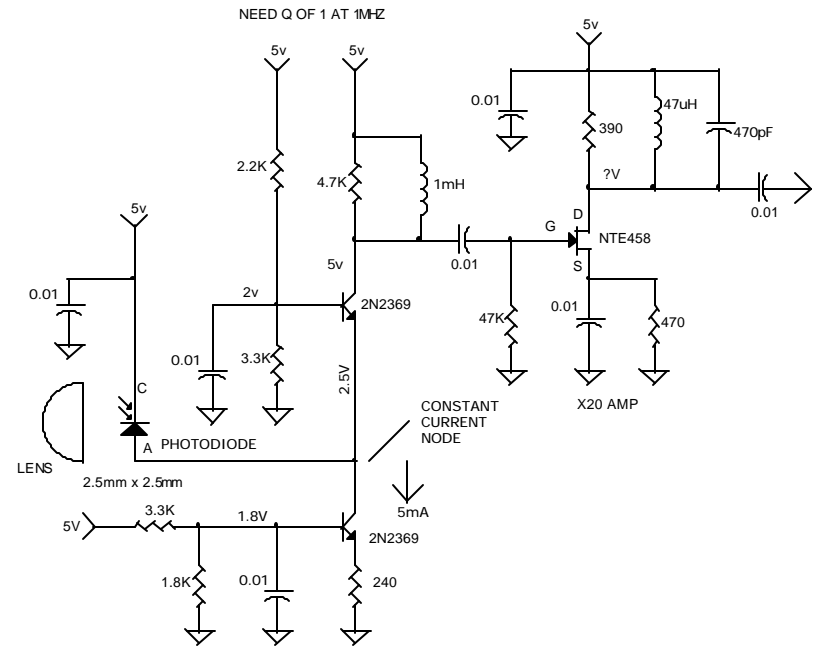 NEED Q OF 1 AT 1MHZ
5v
5v
5v
0.01
390
47uH
470pF
2.2K
4.7K
1mH
?V
0.01
5v
D
G
NTE458
S
0.01
5v
0.01
2v
2N2369
0.01
47K
470
0.01
3.3K
2.5V
X20 AMP
C
CONSTANT
CURRENT
NODE
A
PHOTODIODE
LENS
2.5mm x 2.5mm
5mA
3.3K
1.8V
5V
2N2369
1.8K
0.01
240